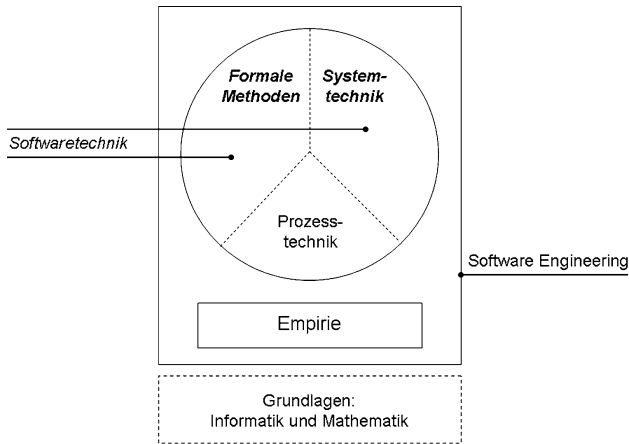 Formale
Methoden
System-
technik
Softwaretechnik
Prozess-
technik
Software Engineering
Empirie
Grundlagen:
Informatik und Mathematik